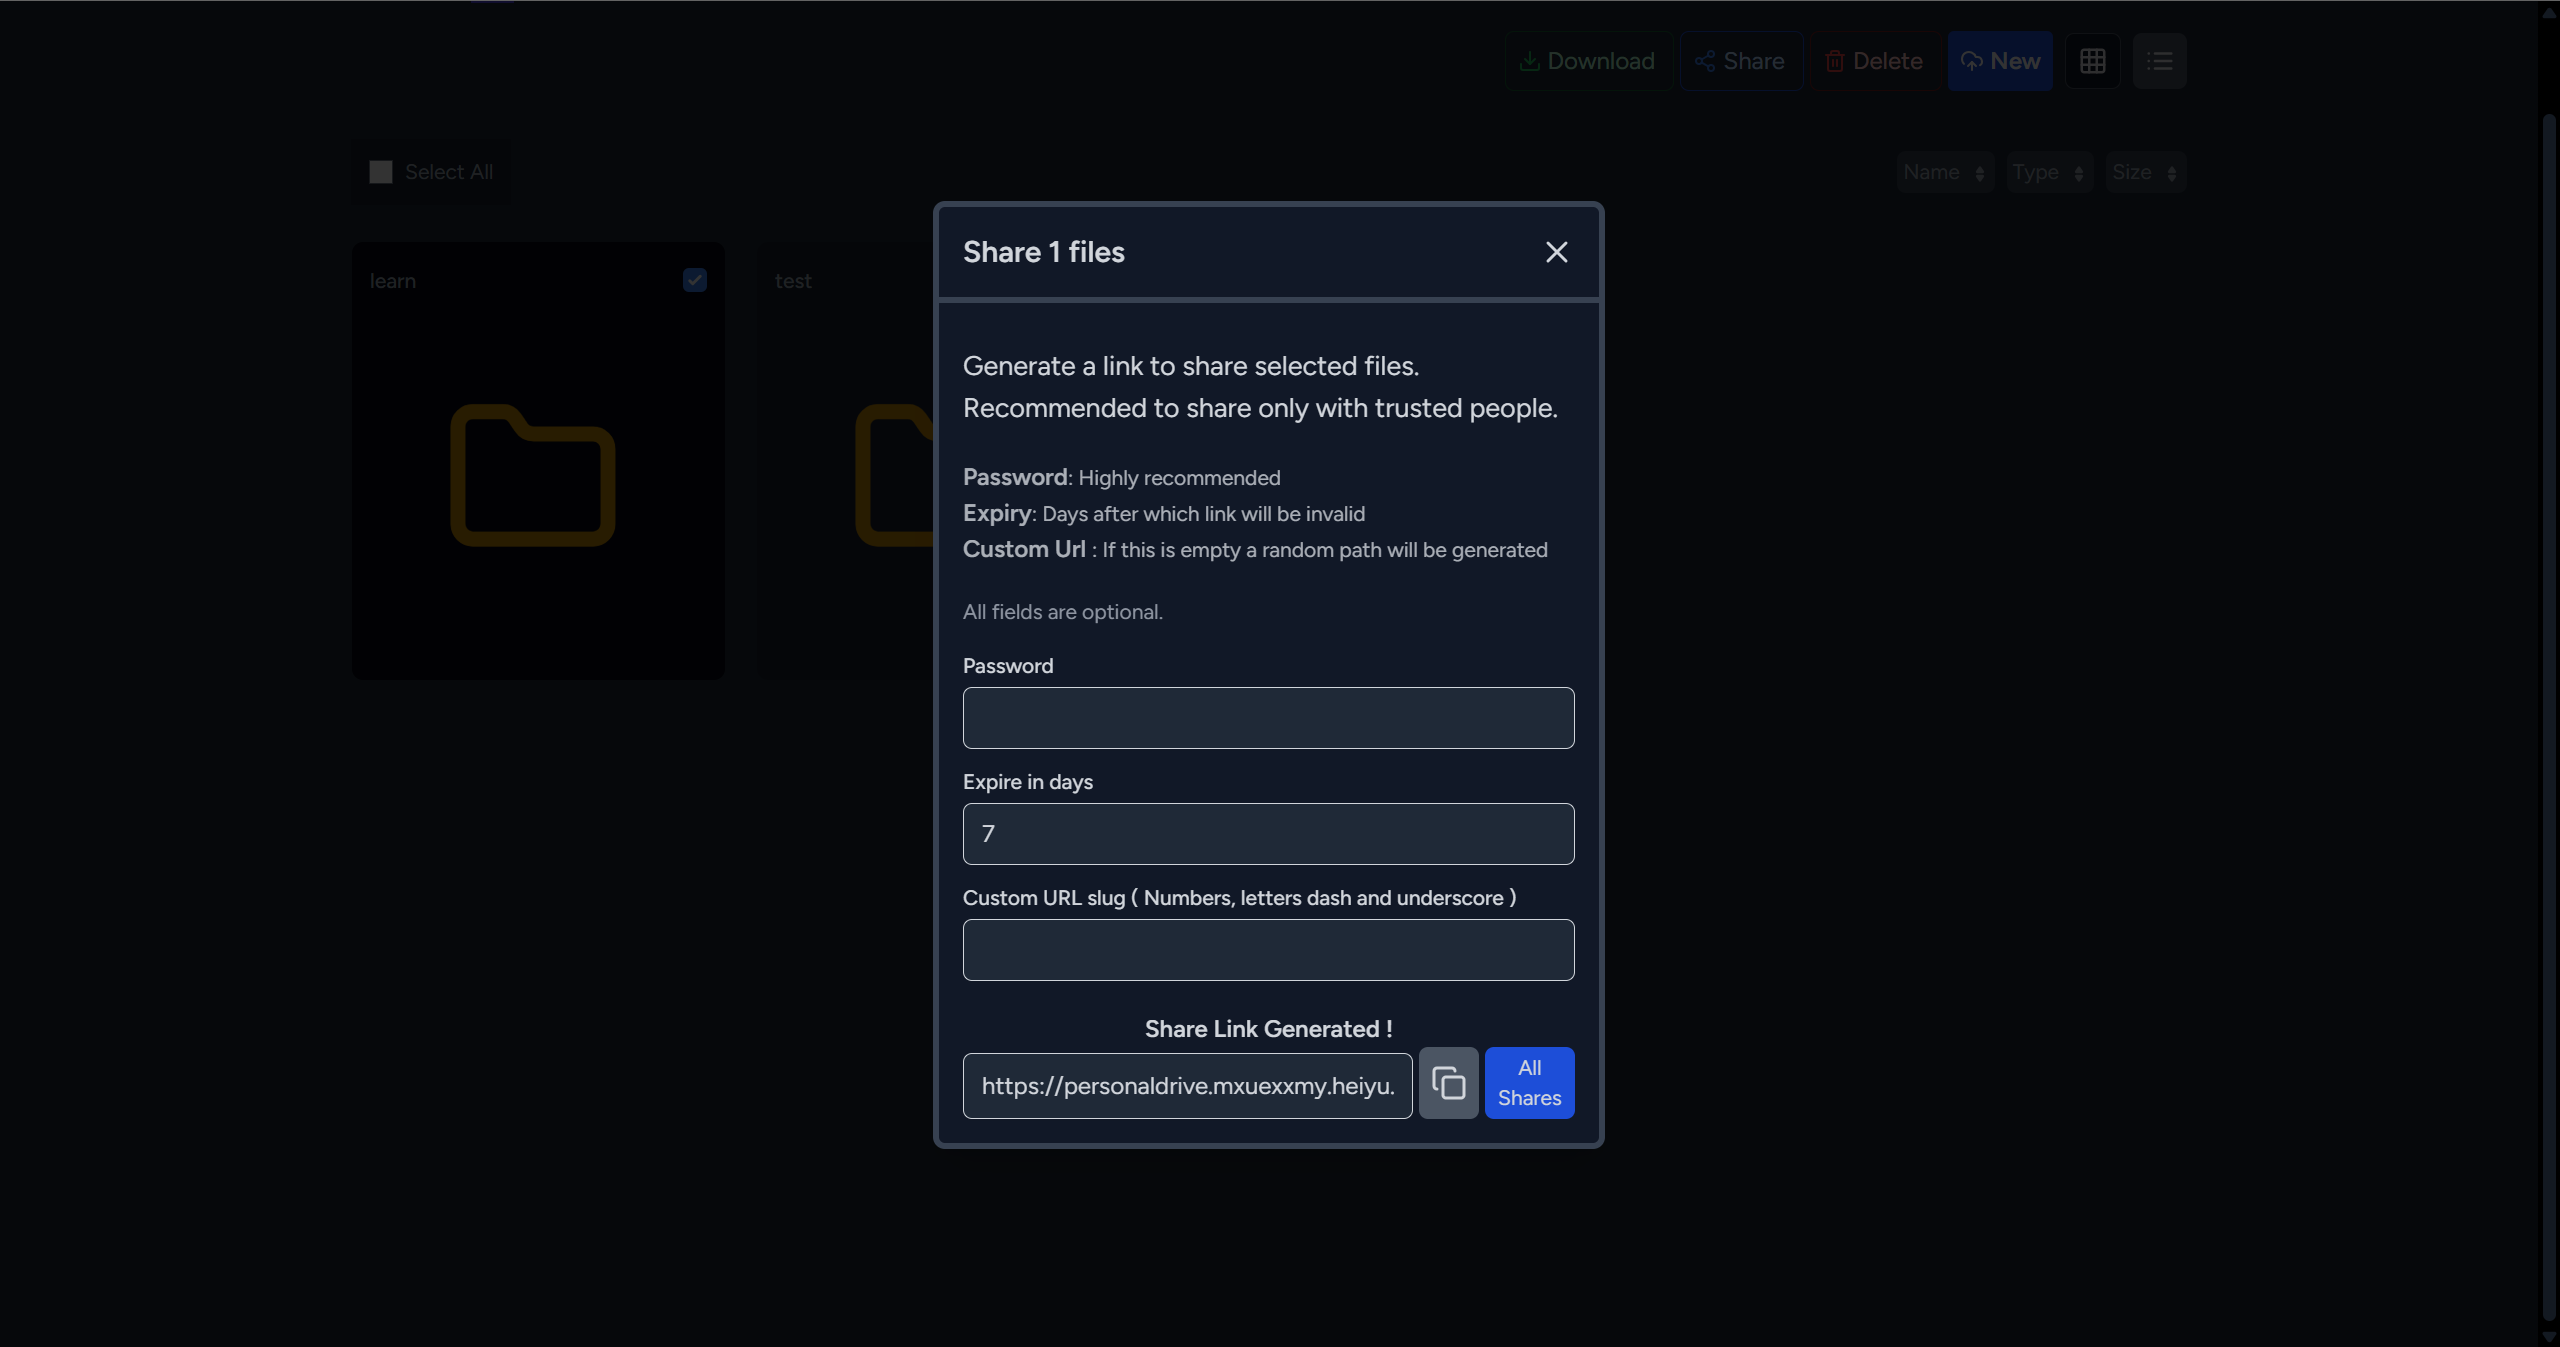 Download
Share
Delete
New
Select All
Name
Type
Size
learn
test
Share 1 files
Generate a link to share selected files.
Recommended to share only with trusted people.
Password: Highly recommended
Expiry: Days after which link will be invalid
Custom Url : If this is empty a random path will be generated
All fields are optional.
Password
Expire in days
7
Custom URL slug ( Numbers, letters dash and underscore )
Share Link Generated !
https://personaldrive.mxuexxmy.heiyu.
All
Shares